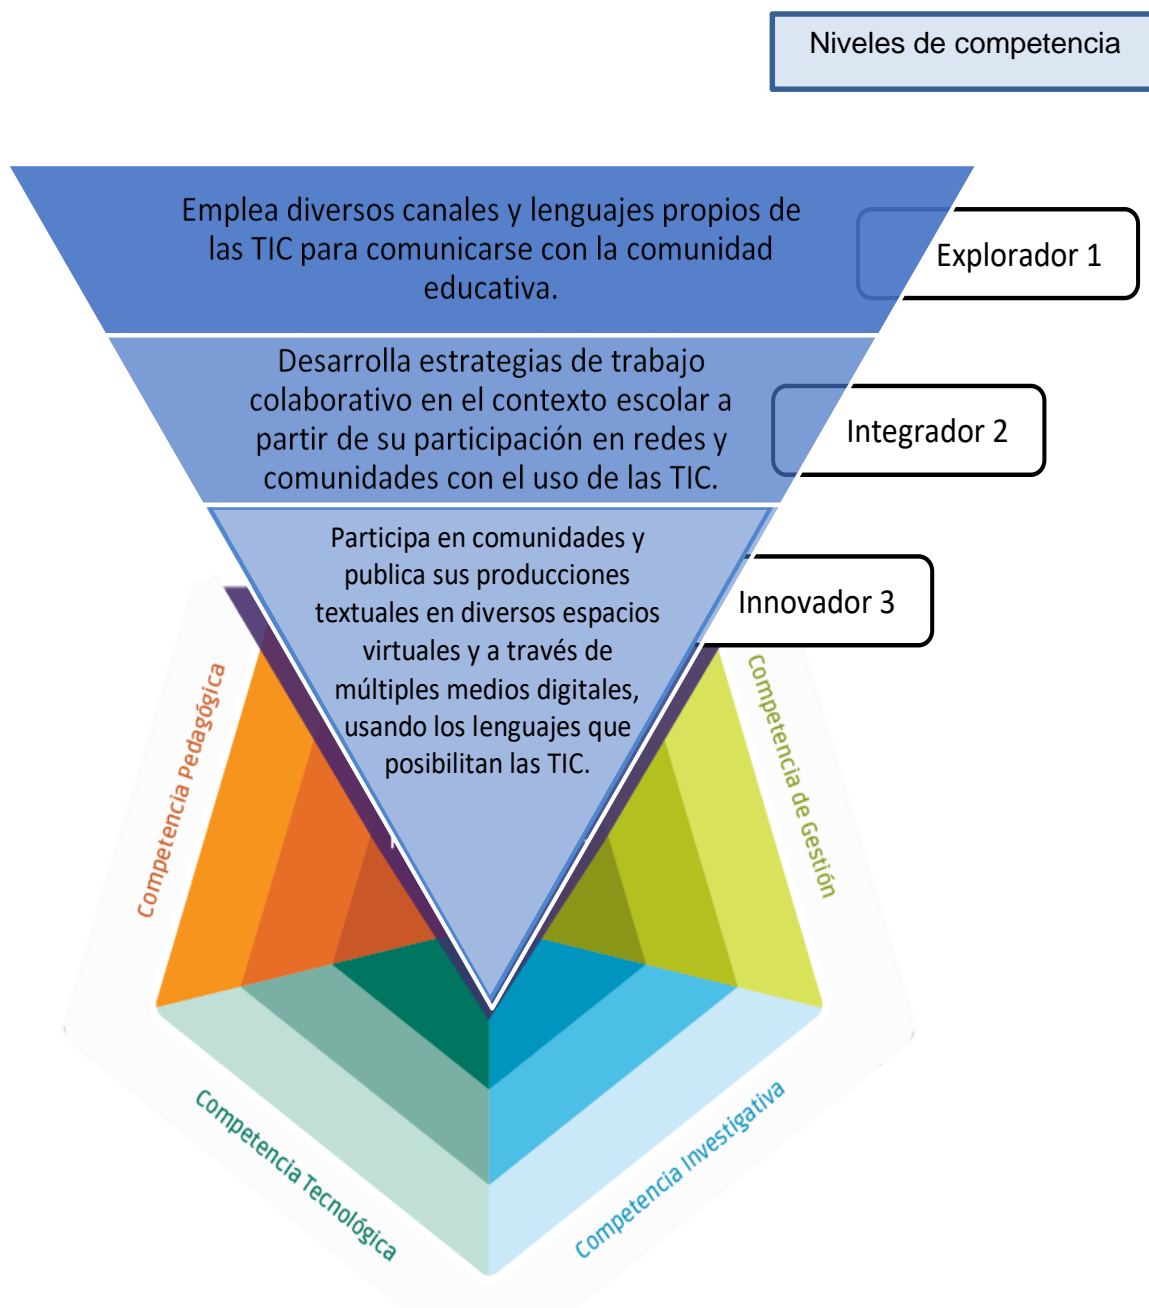 Niveles de competencia
Emplea diversos canales y lenguajes propios de
las TIC para comunicarse con la comunidad
educativa.
Explorador 1
Desarrolla estrategias de trabajo
colaborativo en el contexto escolar a
partir de su participación en redes y
comunidades con el uso de las TIC.
Integrador 2
Participa en comunidades y
publica sus producciones
textuales en diversos espacios
virtuales y a través de
múltiples medios digitales,
usando los lenguajes que
posibilitan las TIC.
Innovador 3
Competencia Pedagógica
Competencia de Gestión
Competencia Tecnológica
Competencia Investigativa